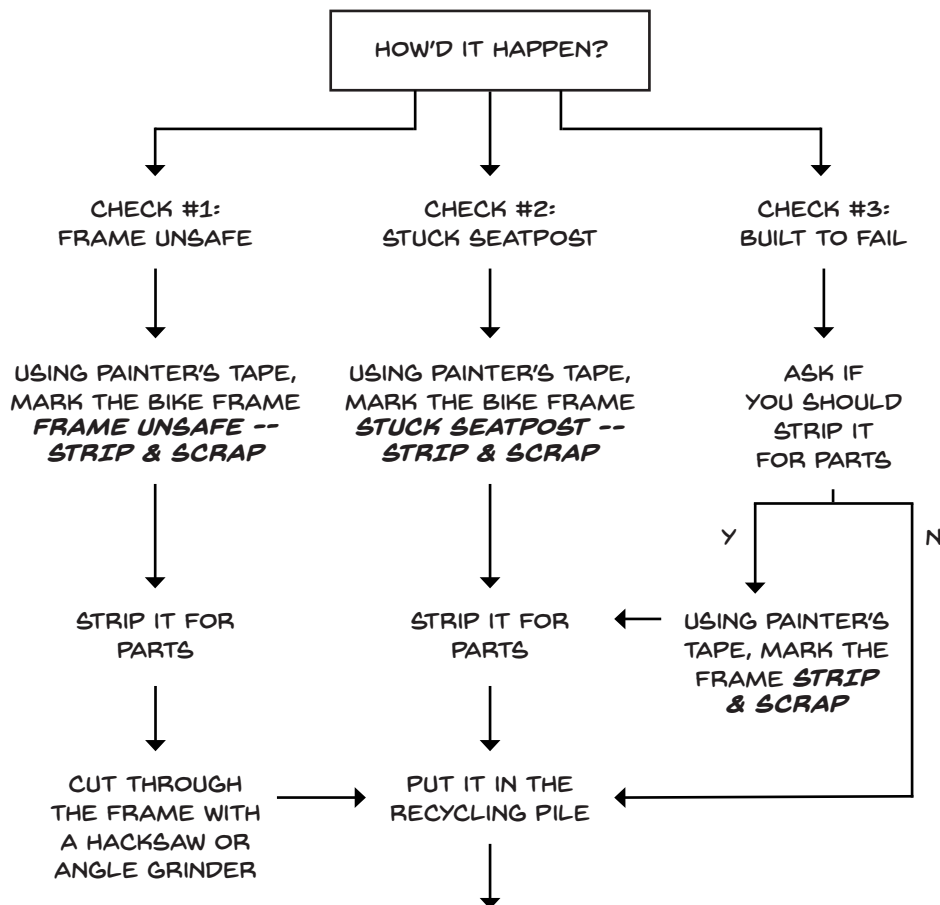 HOW'D IT HAPPEN?
CHECK #1:
FRAME UNSAFE
CHECK #2:
STUCK SEATPOST
CHECK #3:
BUILT TO FAIL
USING PAINTER'S TAPE,
MARK THE BIKE FRAME
FRAME UNSAFE --
STRIP & SCRAP
USING PAINTER'S TAPE,
MARK THE BIKE FRAME
STUCK SEATPOST --
STRIP & SCRAP
ASK IF
YOU SHOULD
STRIP IT
FOR PARTS
Y
N
STRIP IT FOR
PARTS
STRIP IT FOR
PARTS
USING PAINTER'S
TAPE, MARK THE
FRAME STRIP
& SCRAP
CUT THROUGH
THE FRAME WITH
A HACKSAW OR
ANGLE GRINDER
PUT IT IN THE
RECYCLING PILE